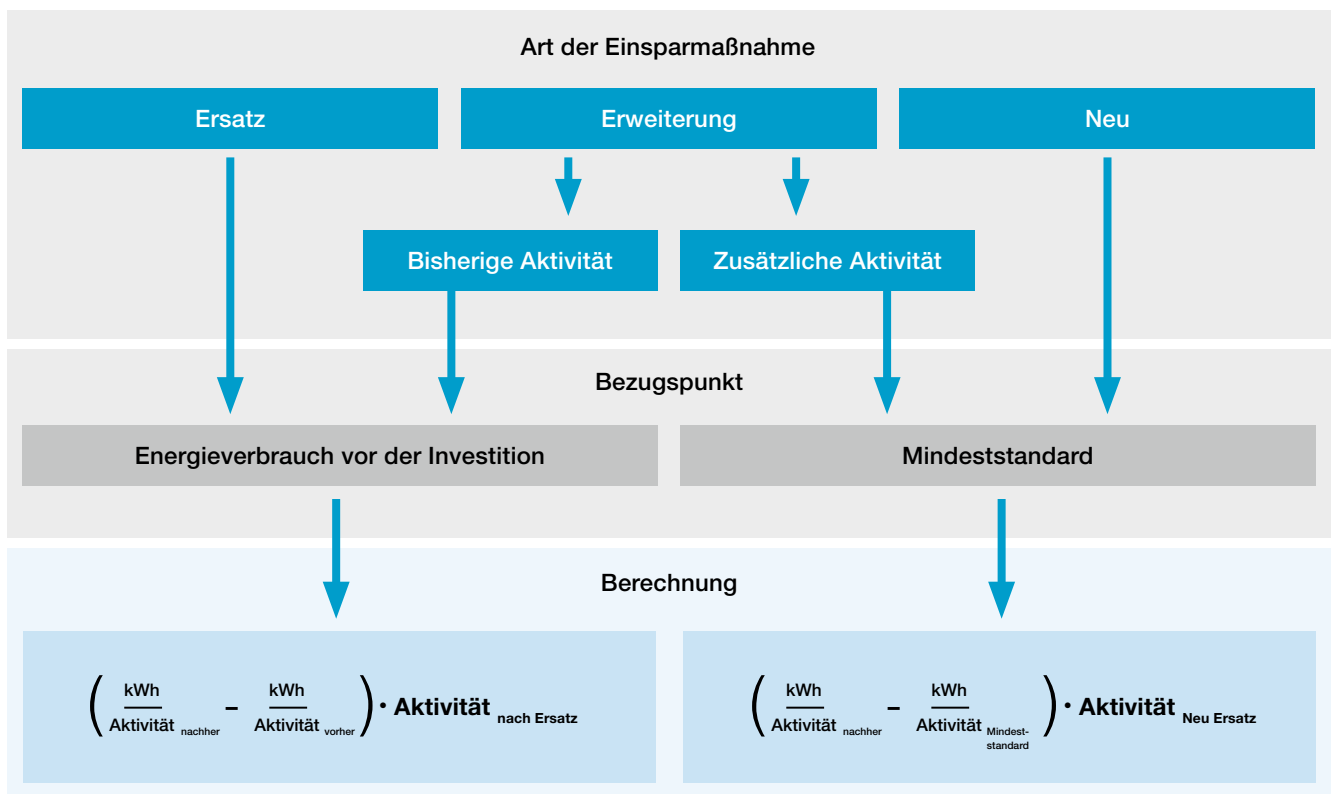 Art der Einsparmaßnahme
Ersatz
Erweiterung
Neu
Bisherige Aktivität
Zusätzliche Aktivität
Bezugspunkt
Energieverbrauch vor der Investition
Mindeststandard
Berechnung
( kWh / Aktivität nachher – kWh / Aktivität vorher ) · Aktivität nach Ersatz
( kWh / Aktivität nachher – kWh / Aktivität Mindest-
standard ) · Aktivität Neu Ersatz